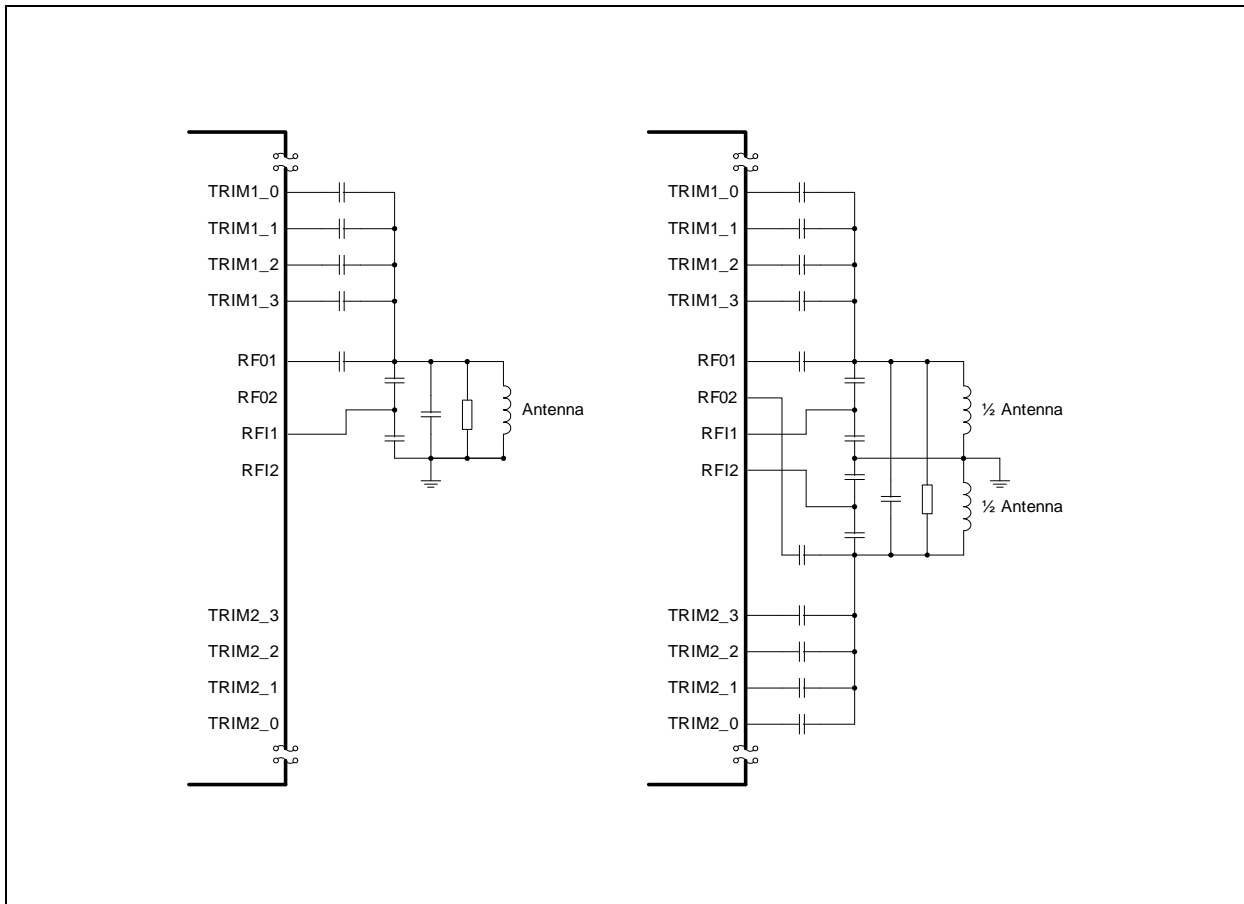 TRIM1_0
TRIM1_1
TRIM1_2
TRIM1_3
RF01
RF02
RFI1
RFI2
TRIM2_3
TRIM2_2
TRIM2_1
TRIM2_0
Antenna
TRIM1_0
TRIM1_1
TRIM1_2
TRIM1_3
RF01
RF02
RFI1
RFI2
TRIM2_3
TRIM2_2
TRIM2_1
TRIM2_0
½ Antenna
½ Antenna